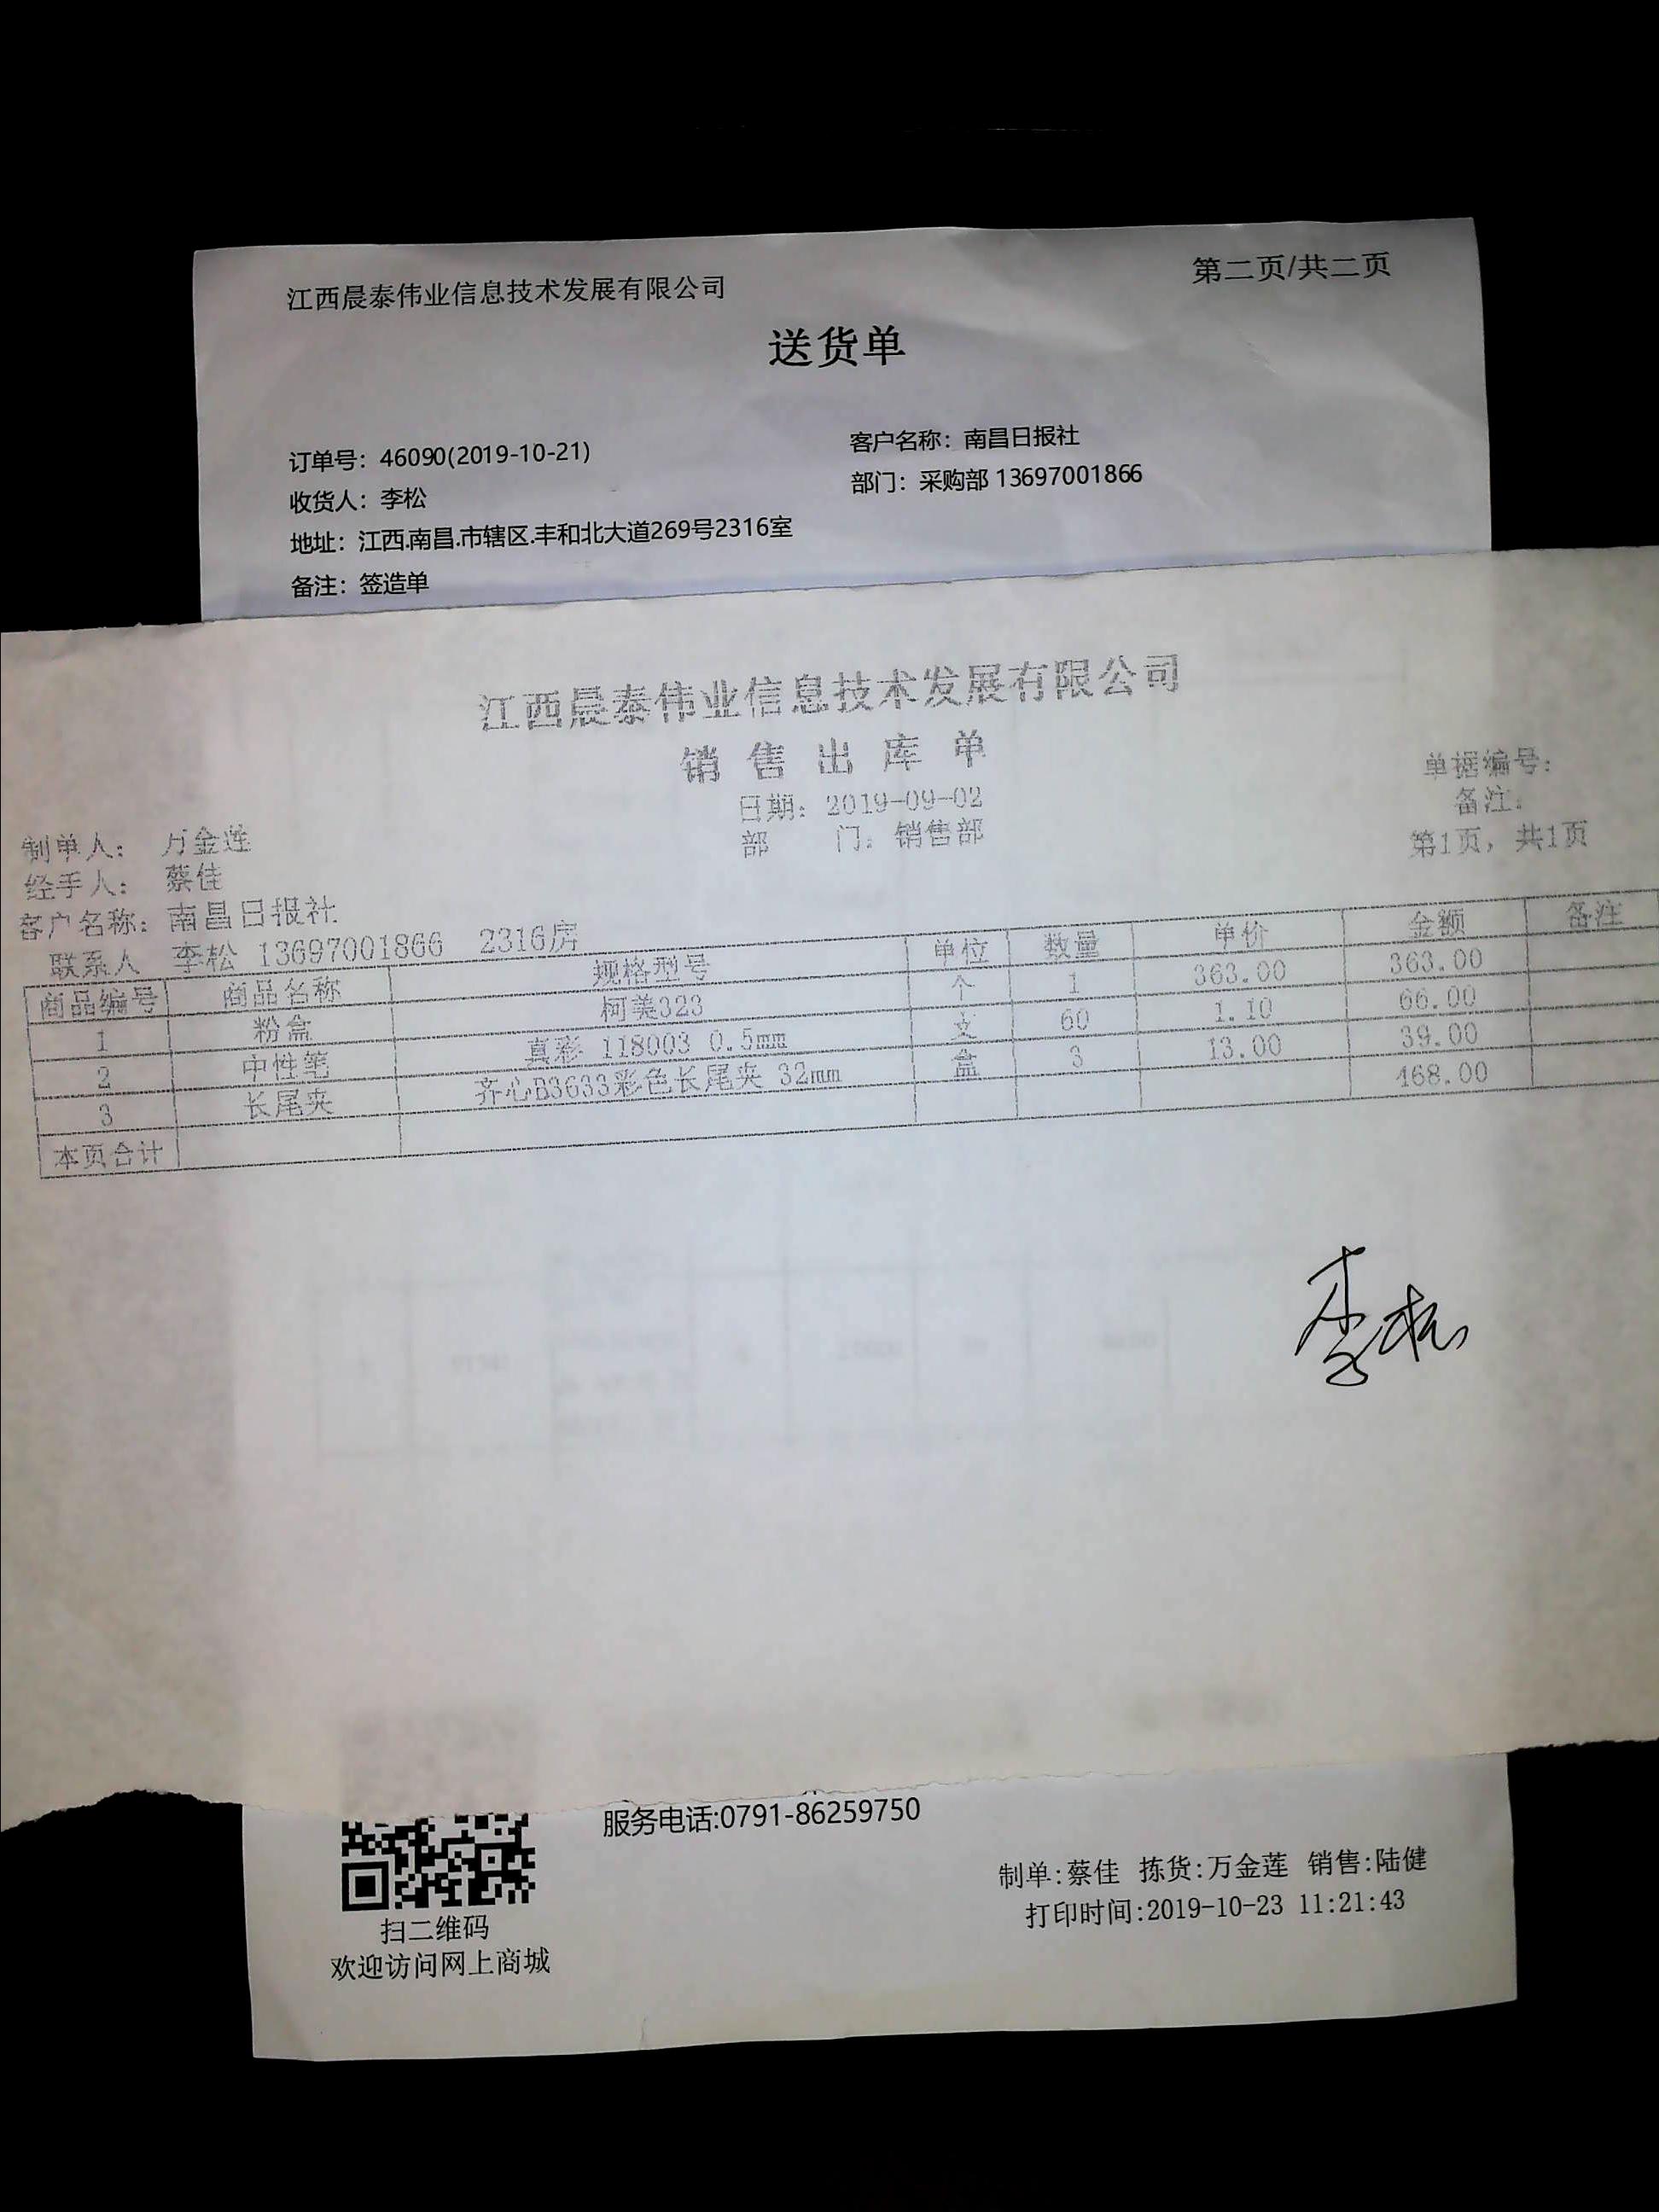 江西晨泰伟业信息技术发展有限公司 第二页/共二页
送货单
订单号：46090(2019-10-21) 客户名称：南昌日报社
收货人：李松 部门：采购部 13697001866
地址：江西.南昌.市辖区.丰和北大道269号2316室
备注：签造单
江西晨泰伟业信息技术发展有限公司
销售出库单
单据编号：
日期：2019-09-02 备注：
制单人：万金莲 部门：销售部 第1页，共1页
经手人：蔡佳
客户名称：南昌日报社
联系人 李松 13697001866 2316房
商品编号 商品名称 规格型号 单位 数量 单价 金额 备注
1 粉盒 柯美323 个 1 363.00 363.00
2 中性笔 真彩 118003 0.5mm 支 60 1.10 66.00
3 长尾夹 齐心B3633彩色长尾夹 32mm 盒 3 13.00 39.00
本页合计 468.00
李松
服务电话:0791-86259750
制单:蔡佳 拣货:万金莲 销售:陆健
打印时间:2019-10-23 11:21:43
扫二维码
欢迎访问网上商城